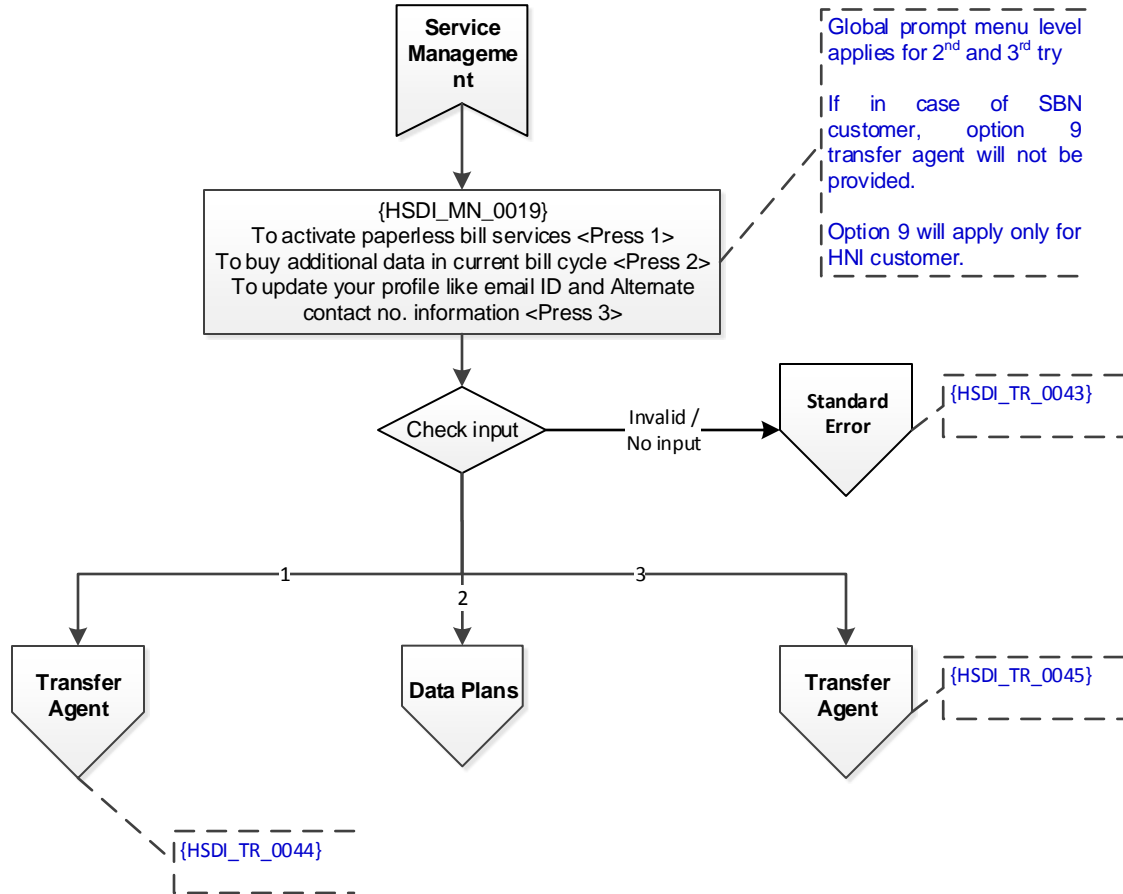 Service
Manageme
nt
Global prompt menu level
applies for 2nd and 3rd try
If in case of SBN
customer, option 9
transfer agent will not be
provided.
Option 9 will apply only for
HNI customer.
{HSDI_MN_0019}
To activate paperless bill services <Press 1>
To buy additional data in current bill cycle <Press 2>
To update your profile like email ID and Alternate
contact no. information <Press 3>
Check input
Invalid /
No input
Standard
Error
{HSDI_TR_0043}
1
2
3
Transfer
Agent
Data Plans
Transfer
Agent
{HSDI_TR_0045}
{HSDI_TR_0044}